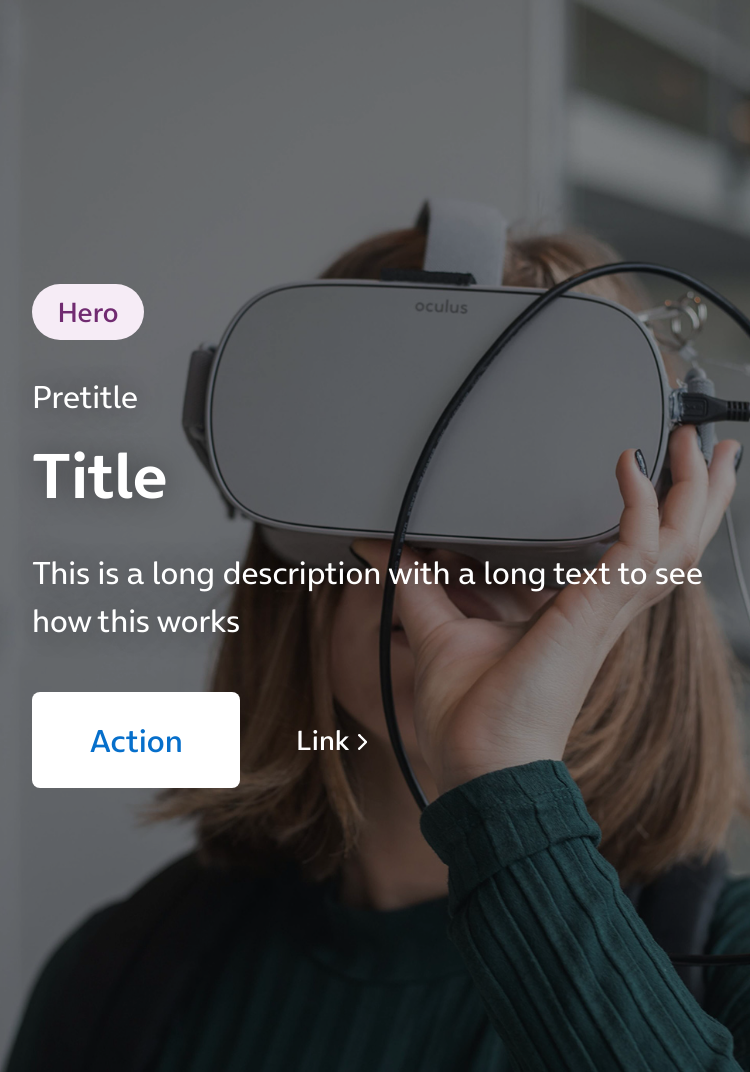 oculus
Hero
Pretitle
Title
This is a long description with a long text to see
how this works
Action
Link